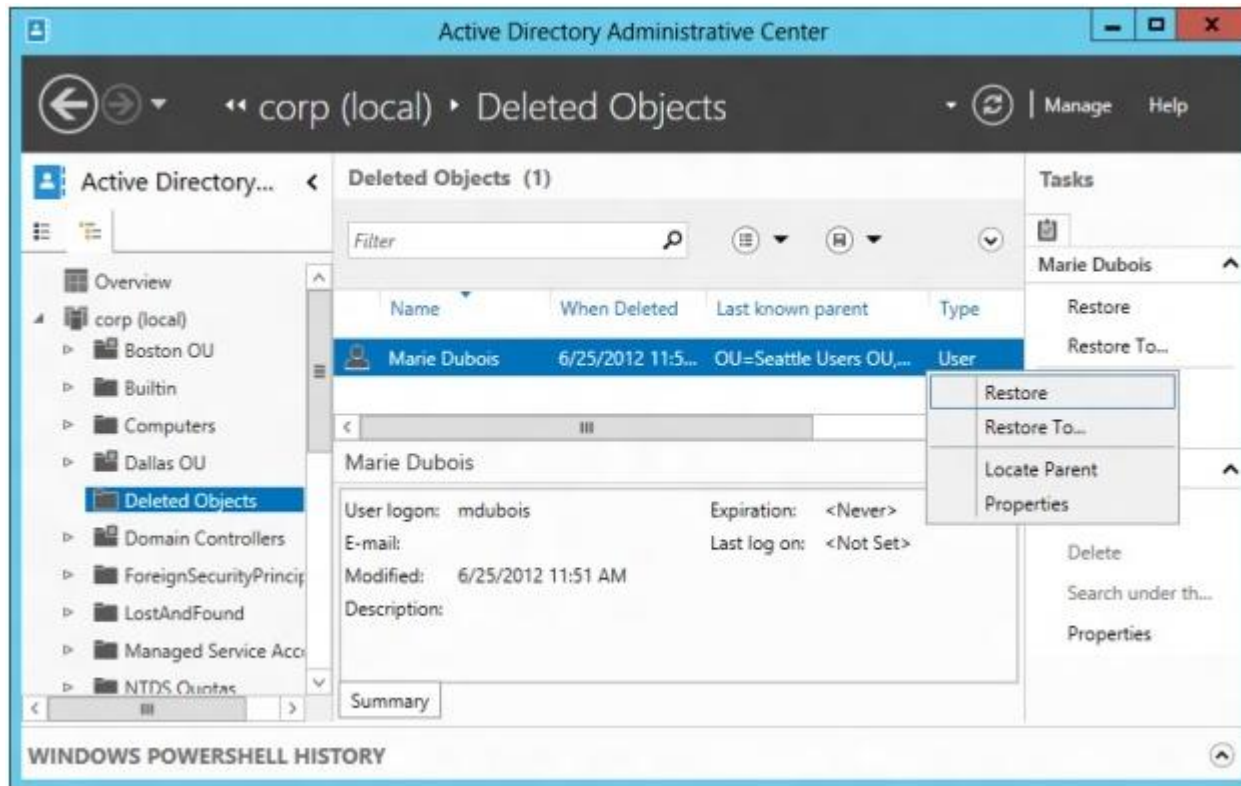 Active Directory Administrative Center
corp (local) Deleted Objects
Manage Help
Active Directory...
Overview
corp (local)
Boston OU
Builtin
Computers
Dallas OU
Deleted Objects
Domain Controllers
ForeignSecurityPrincip
LostAndFound
Managed Service Acc
NTDS Quotas
Deleted Objects (1)
Filter
Name When Deleted Last known parent Type
Marie Dubois 6/25/2012 11:5... OU=Seattle Users OU,... User
Restore
Restore To...
Locate Parent
Properties
Marie Dubois
User logon: mdubois Expiration: <Never>
E-mail: Last log on: <Not Set>
Modified: 6/25/2012 11:51 AM
Description:
Summary
Tasks
Marie Dubois
Restore
Restore To...
Delete
Search under th...
Properties
WINDOWS POWERSHELL HISTORY